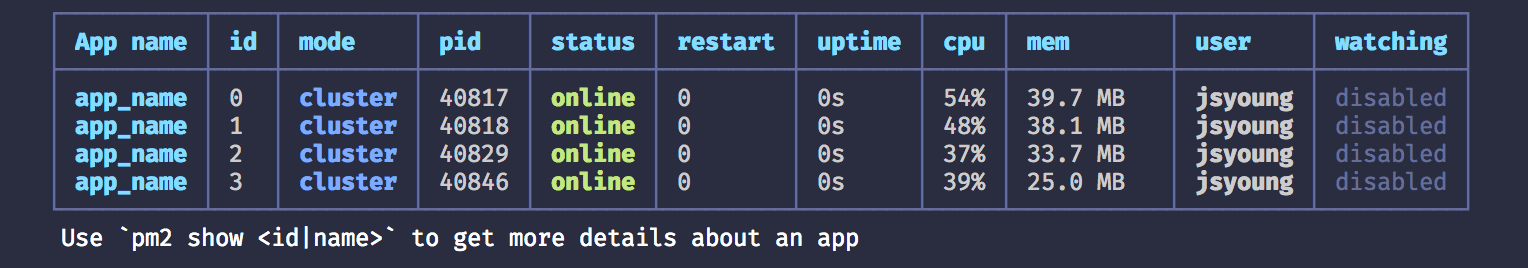 App name id mode pid status restart uptime cpu mem user watching
app_name 0 cluster 40817 online 0 0s 54% 39.7 MB jsyoung disabled
app_name 1 cluster 40818 online 0 0s 48% 38.1 MB jsyoung disabled
app_name 2 cluster 40829 online 0 0s 37% 33.7 MB jsyoung disabled
app_name 3 cluster 40846 online 0 0s 39% 25.0 MB jsyoung disabled
Use `pm2 show <id|name>` to get more details about an app